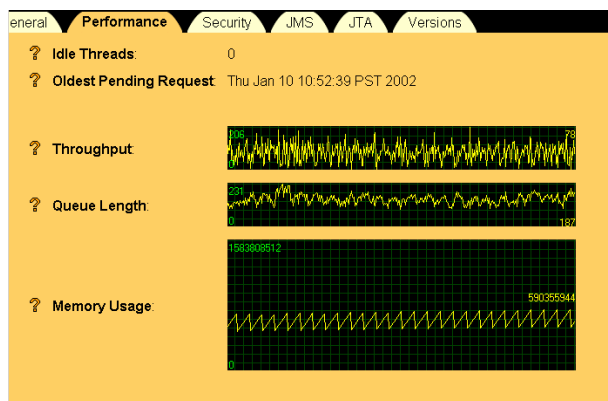 eneral Performance Security JMS JTA Versions
? Idle Threads: 0
? Oldest Pending Request: Thu Jan 10 10:52:39 PST 2002
? Throughput:
206 78
0
? Queue Length:
231
0 187
? Memory Usage:
1583808512
590355944
0